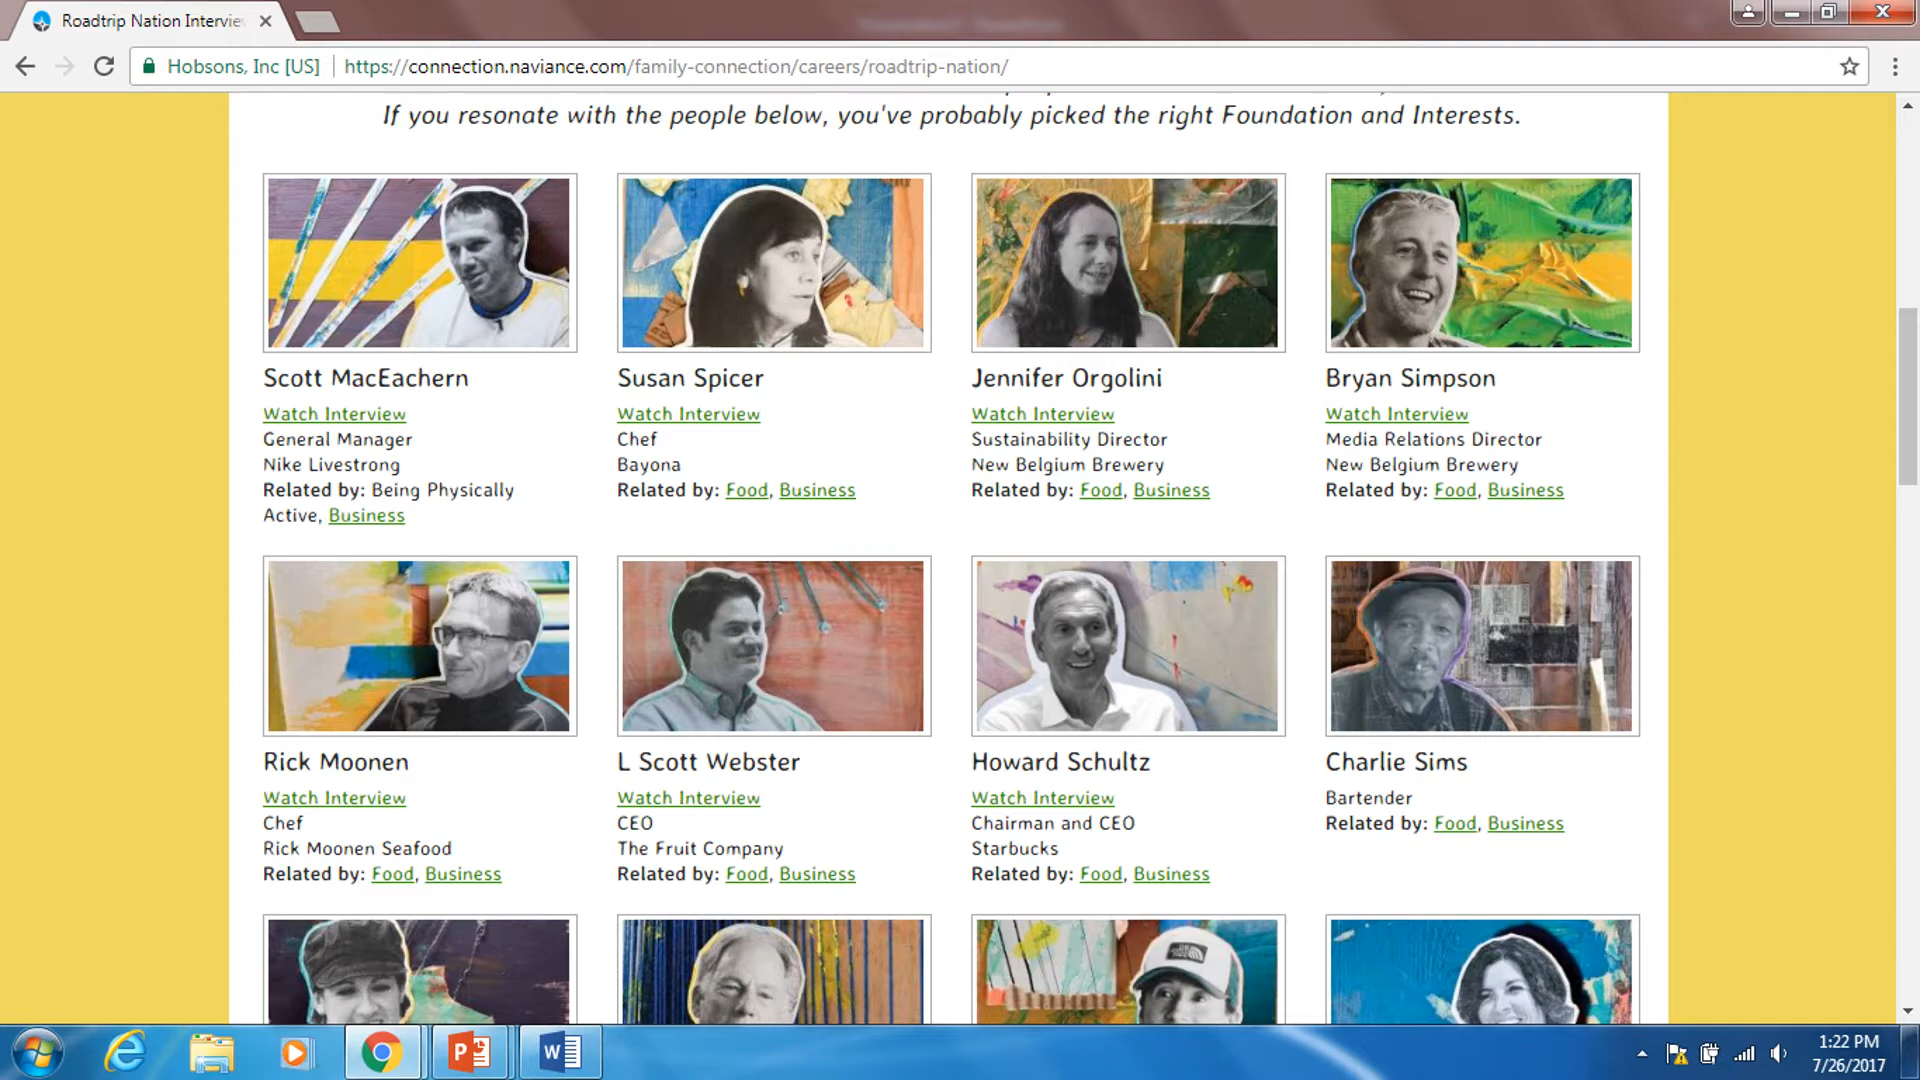 Roadtrip Nation Intervie
Hobsons, Inc [US] https://connection.naviance.com/family-connection/careers/roadtrip-nation/
If you resonate with the people below, you've probably picked the right Foundation and Interests.
Scott MacEachern
Watch Interview
General Manager
Nike Livestrong
Related by: Being Physically
Active, Business
Susan Spicer
Watch Interview
Chef
Bayona
Related by: Food, Business
Jennifer Orgolini
Watch Interview
Sustainability Director
New Belgium Brewery
Related by: Food, Business
Bryan Simpson
Watch Interview
Media Relations Director
New Belgium Brewery
Related by: Food, Business
Rick Moonen
Watch Interview
Chef
Rick Moonen Seafood
Related by: Food, Business
L Scott Webster
Watch Interview
CEO
The Fruit Company
Related by: Food, Business
Howard Schultz
Watch Interview
Chairman and CEO
Starbucks
Related by: Food, Business
Charlie Sims
Bartender
Related by: Food, Business
1:22 PM
7/26/2017